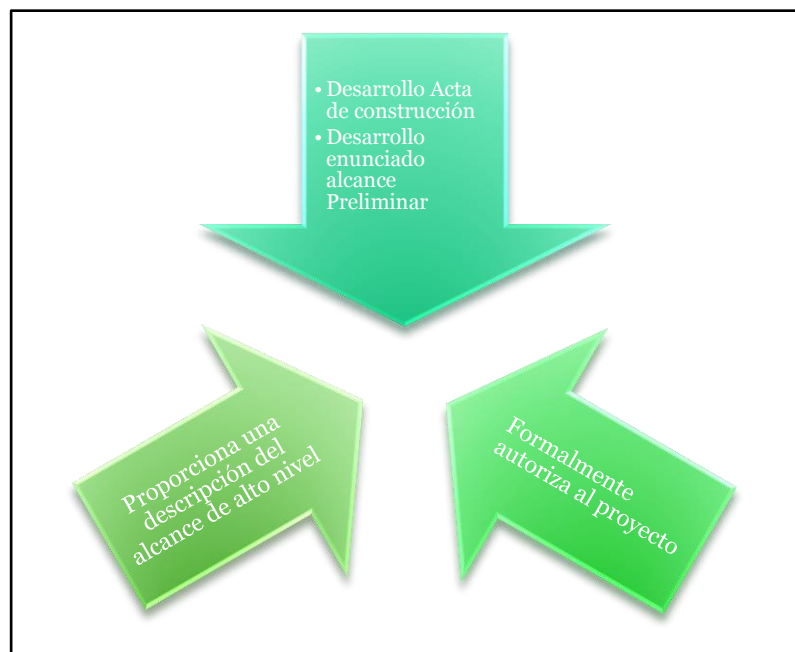 • Desarrollo Acta
de construcción
• Desarrollo
enunciado
alcance
Preliminar
Proporciona una
descripción del
alcance de alto nivel
Formalmente
autoriza al proyecto